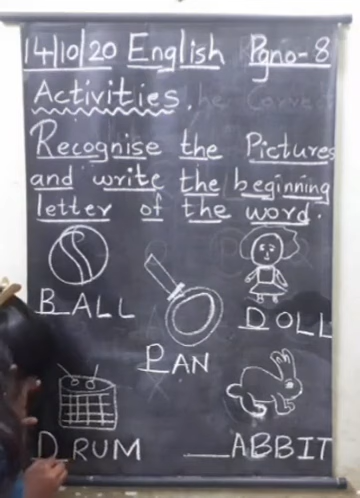 14/10/20 English Pgno-8
Activities.
Recognise the Pictures
and write the beginning
letter of the word.
BALL
DOLL
PAN
DRUM
__ABBIT